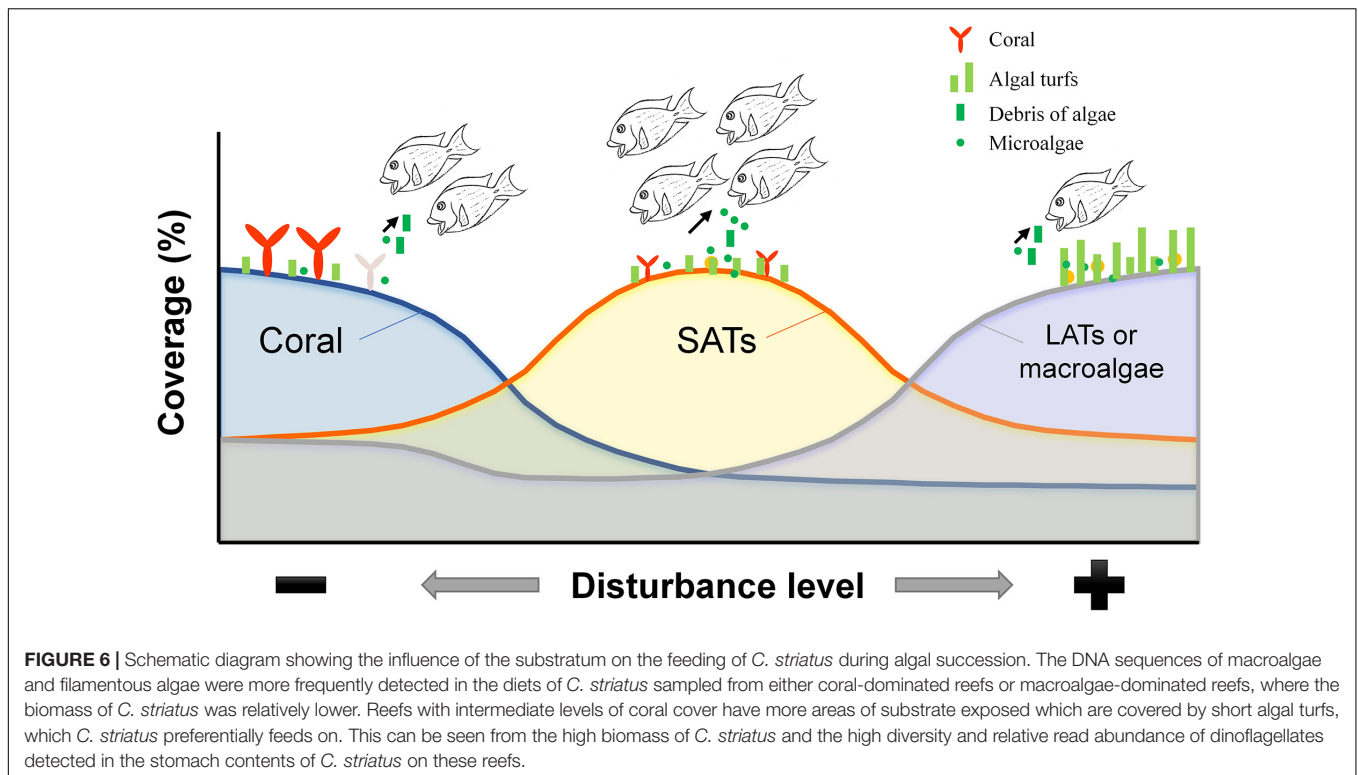 Coral
Algal turfs
Debris of algae
Microalgae
Coverage (%)
Coral
SATs
LATs or
macroalgae
Disturbance level
FIGURE 6 | Schematic diagram showing the influence of the substratum on the feeding of C. striatus during algal succession. The DNA sequences of macroalgae
and filamentous algae were more frequently detected in the diets of C. striatus sampled from either coral-dominated reefs or macroalgae-dominated reefs, where the
biomass of C. striatus was relatively lower. Reefs with intermediate levels of coral cover have more areas of substrate exposed which are covered by short algal turfs,
which C. striatus preferentially feeds on. This can be seen from the high biomass of C. striatus and the high diversity and relative read abundance of dinoflagellates
detected in the stomach contents of C. striatus on these reefs.